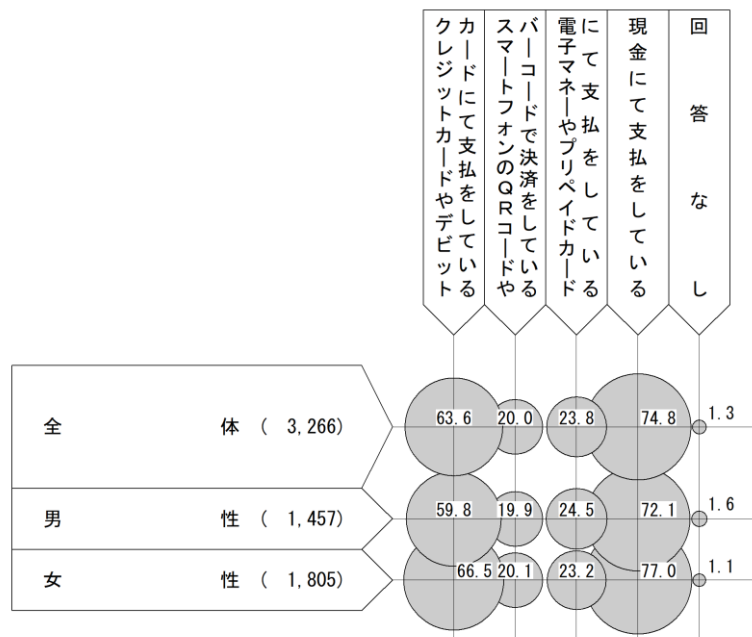 クレジットカードやデビット
カードにて支払をしている
スマートフォンのQRコードや
バーコードで決済をしている
電子マネーやプリペイドカード
にて支払をしている
現金にて支払をしている
回答なし
全体(3,266) 63.6 20.0 23.8 74.8 1.3
男性(1,457) 59.8 19.9 24.5 72.1 1.6
女性(1,805) 66.5 20.1 23.2 77.0 1.1